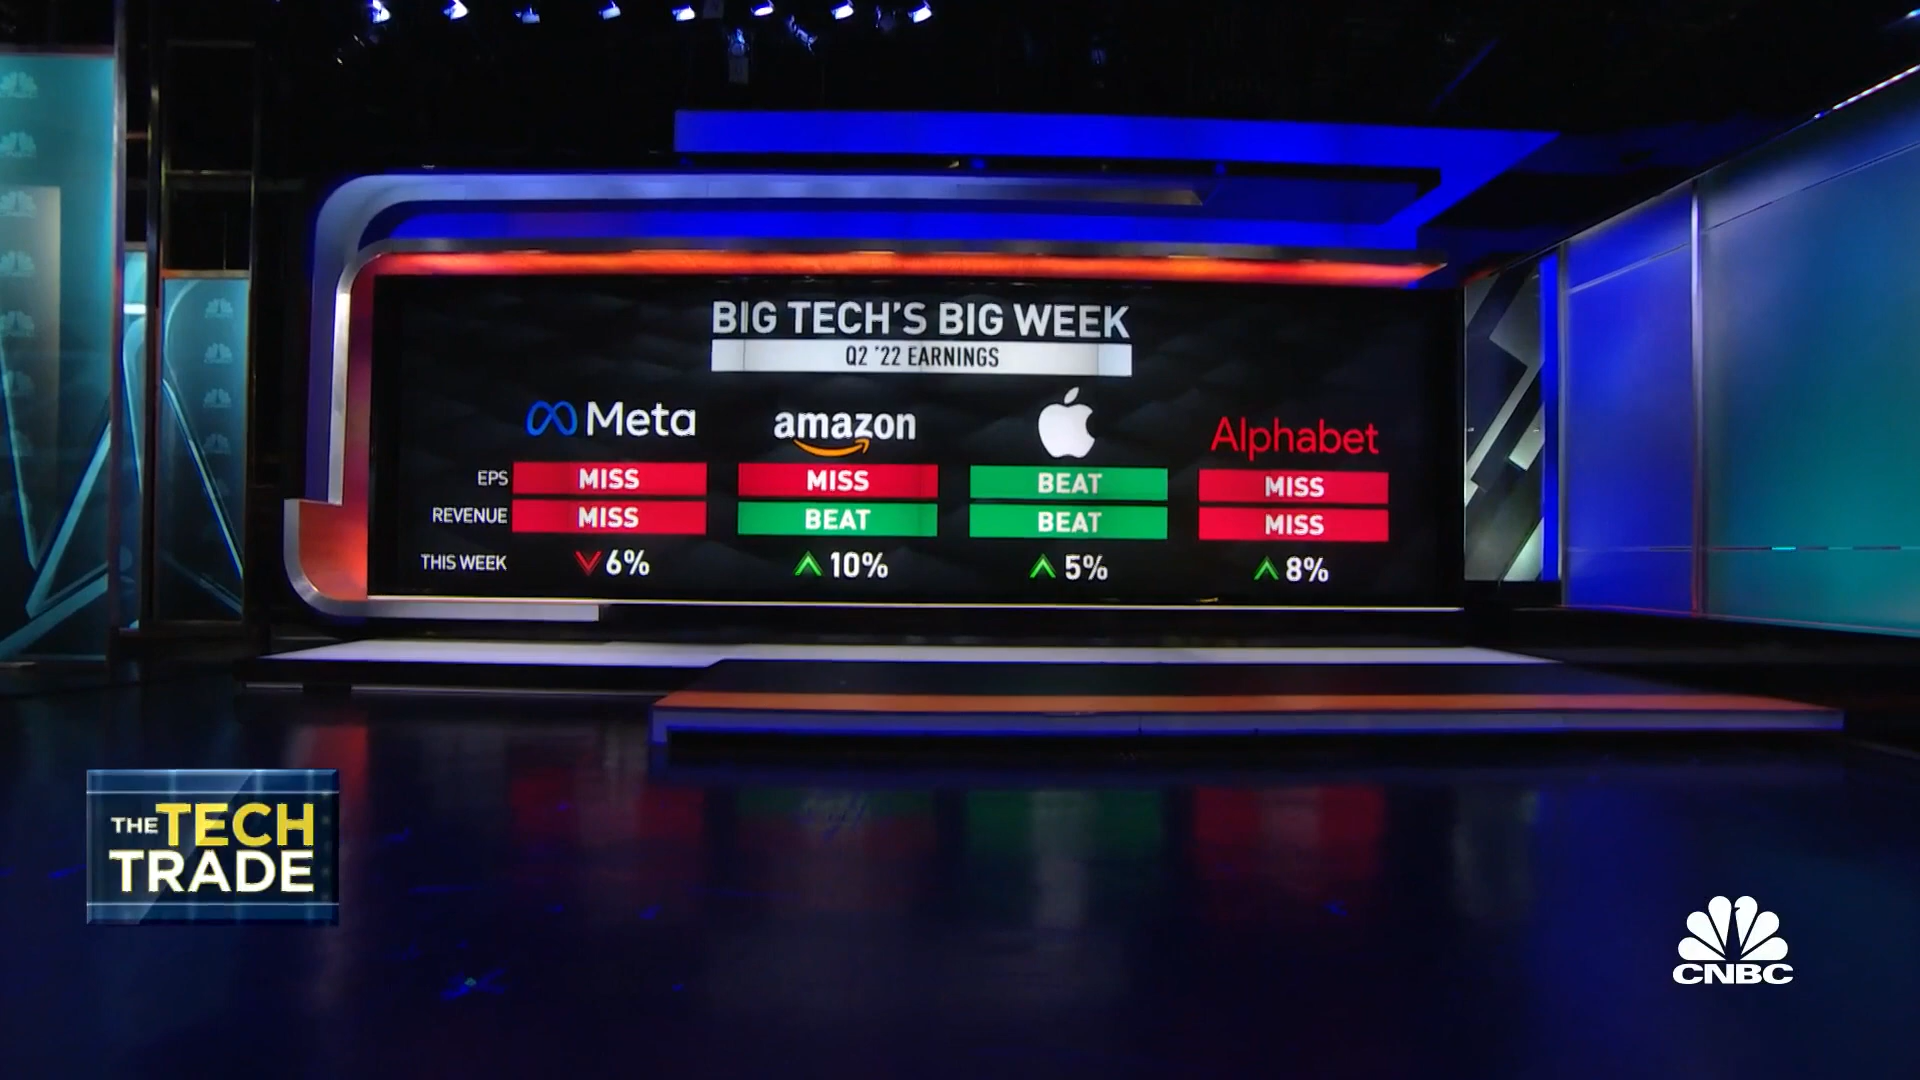 BIG TECH'S BIG WEEK
Q2 '22 EARNINGS
Meta amazon Alphabet
EPS MISS MISS BEAT MISS
REVENUE MISS BEAT BEAT MISS
THIS WEEK 6% 10% 5% 8%
THE TECH
TRADE
CNBC